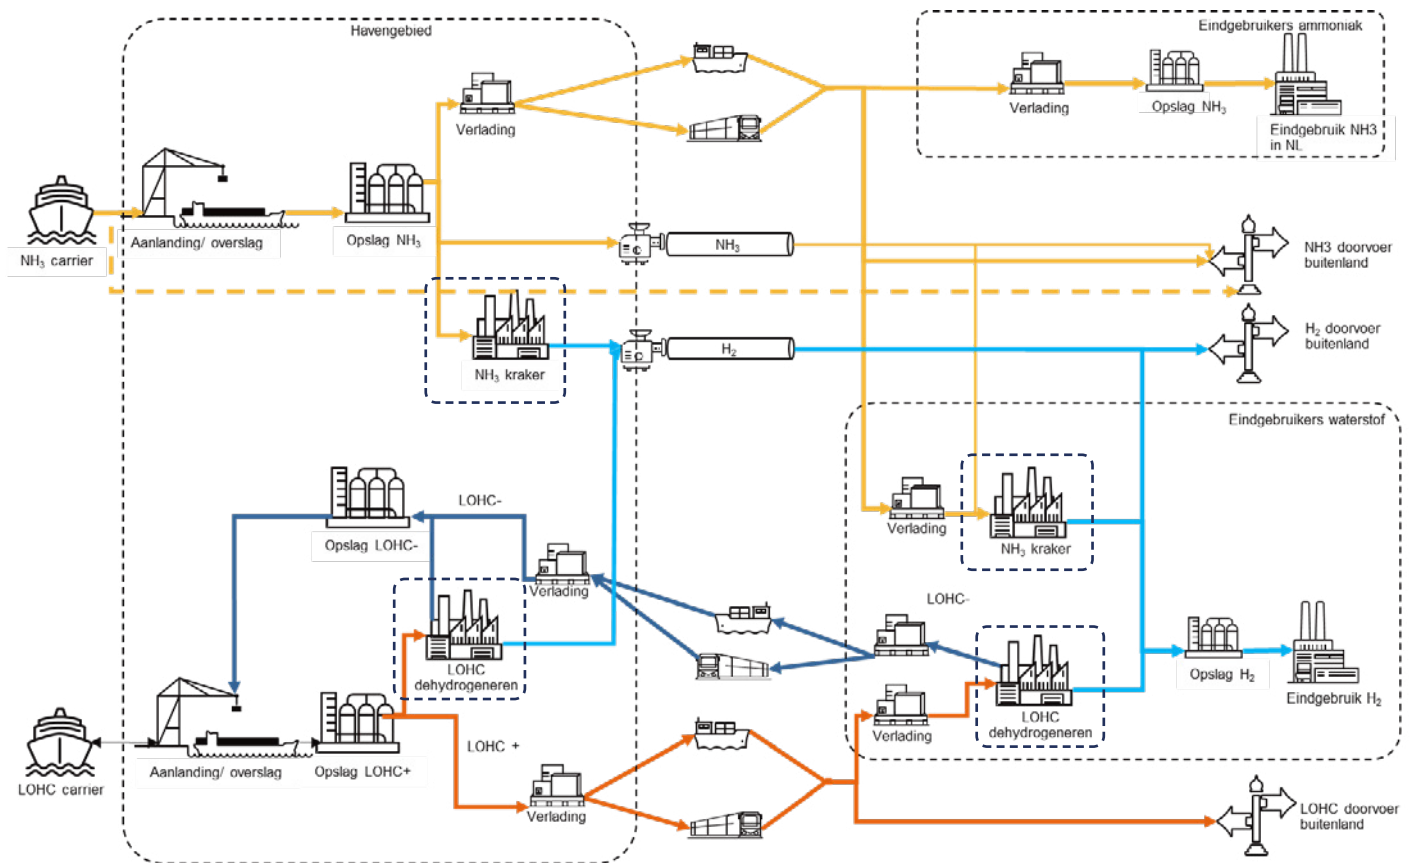 Havengebied
Eindgebruikers ammoniak
Verlading
Verlading
Opslag NH₃
Eindgebruik NH3
in NL
NH₃ carrier
Aanlanding/ overslag
Opslag NH₃
NH₃
NH3 doorvoer
buitenland
NH₃ kraker
H₂
H₂ doorvoer
buitenland
Eindgebruikers waterstof
LOHC-
Opslag LOHC-
Verlading
Verlading
NH₃ kraker
LOHC-
LOHC
dehydrogeneren
Opslag H₂
Eindgebruik H₂
LOHC
dehydrogeneren
Verlading
LOHC carrier
Aanlanding/ overslag
Opslag LOHC+
LOHC +
Verlading
LOHC doorvoer
buitenland